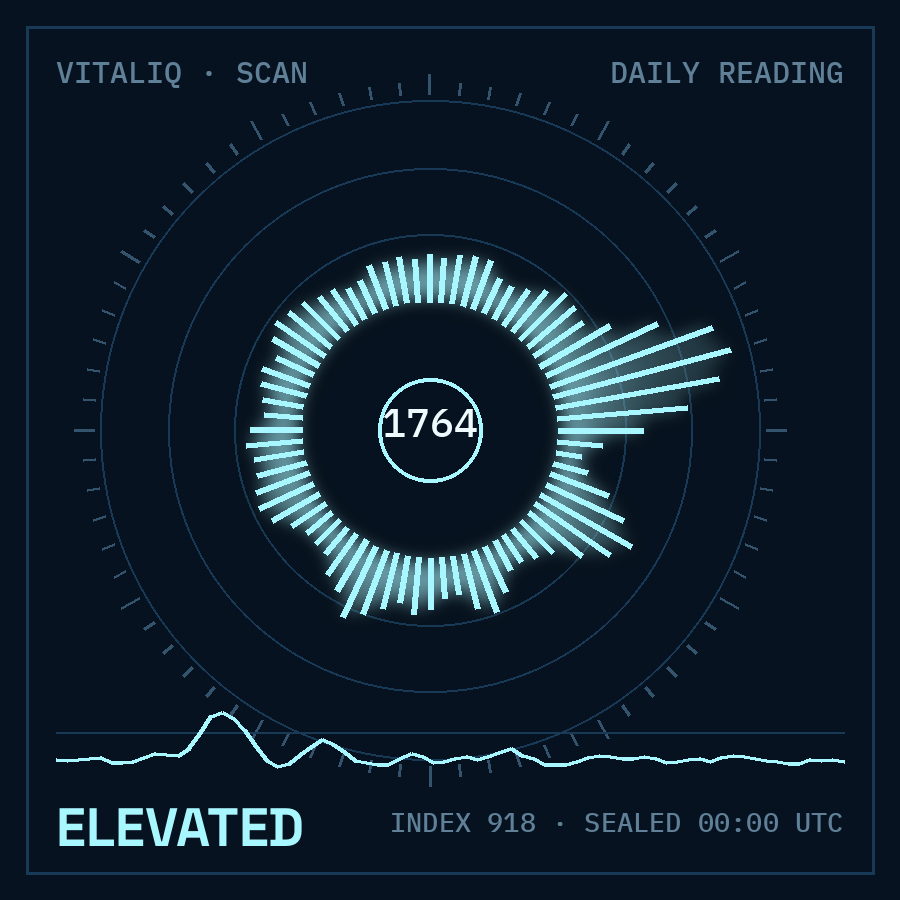 VITALIQ · SCAN
DAILY READING
1764
ELEVATED
INDEX 918 · SEALED 00:00 UTC